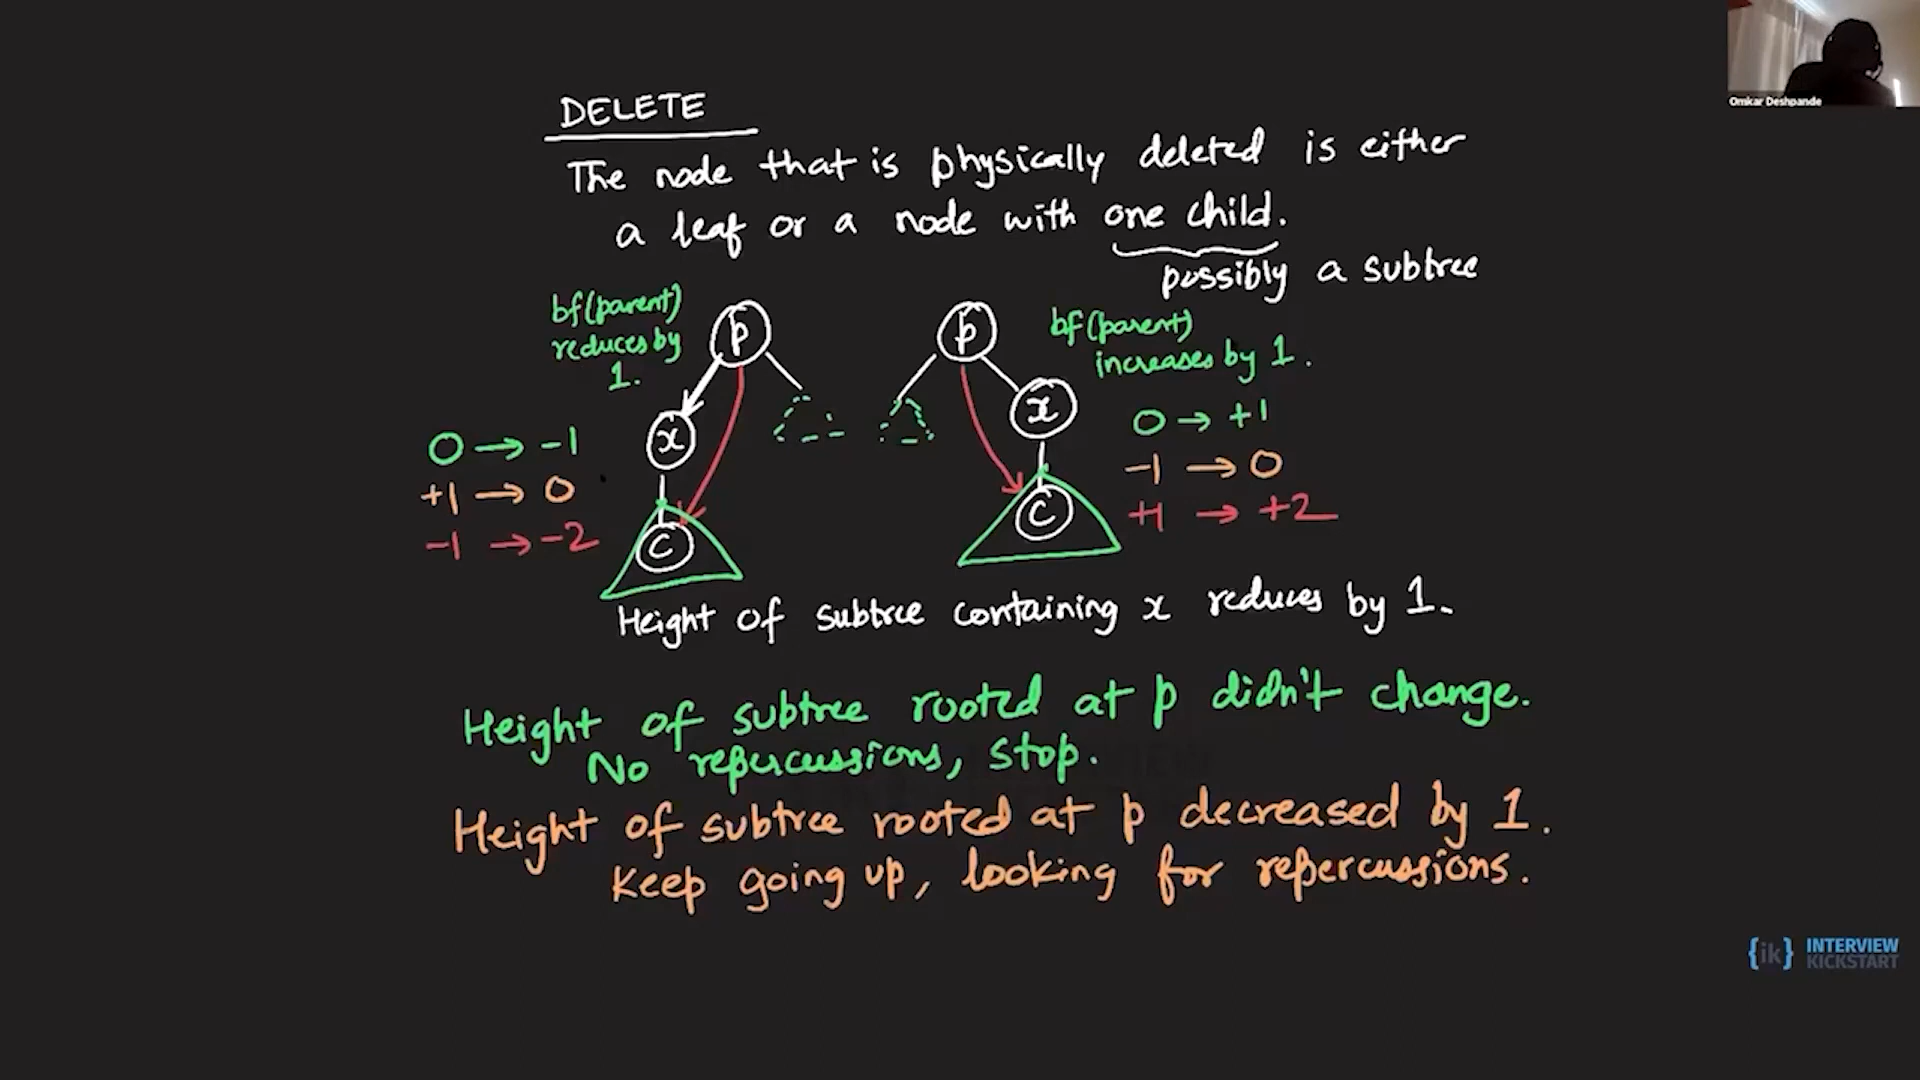 Omkar Deshpande
DELETE
The node that is physically deleted is either
a leaf or a node with one child.
possibly a subtree
bf(parent)
reduces by
1.
p
x
c
0 → -1
+1 → 0
-1 → -2
p
x
c
bf(parent)
increases by 1.
0 → +1
-1 → 0
+1 → +2
Height of subtree containing x reduces by 1.
Height of subtree rooted at p didn't change.
No repercussions, stop.
Height of subtree rooted at p decreased by 1.
Keep going up, looking for repercussions.
{ik} INTERVIEW
KICKSTART